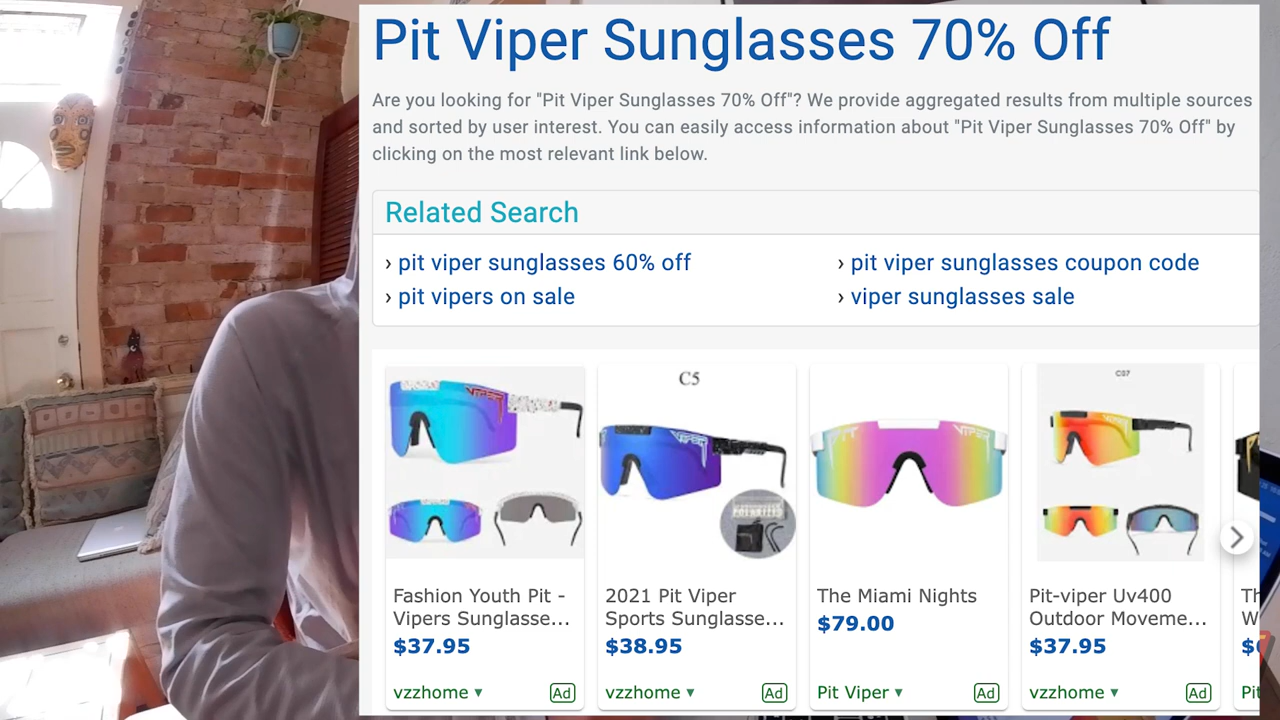 Pit Viper Sunglasses 70% Off
Are you looking for "Pit Viper Sunglasses 70% Off"? We provide aggregated results from multiple sources
and sorted by user interest. You can easily access information about "Pit Viper Sunglasses 70% Off" by
clicking on the most relevant link below.
Related Search
› pit viper sunglasses 60% off
› pit viper sunglasses coupon code
› pit vipers on sale
› viper sunglasses sale
VIPER
C5
VIPER
PIT VIPER
C07
Fashion Youth Pit -
Vipers Sunglasse...
$37.95
vzzhome ▾ Ad
2021 Pit Viper
Sports Sunglasse...
$38.95
vzzhome ▾ Ad
The Miami Nights
$79.00
Pit Viper ▾ Ad
Pit-viper Uv400
Outdoor Moveme...
$37.95
vzzhome ▾ Ad